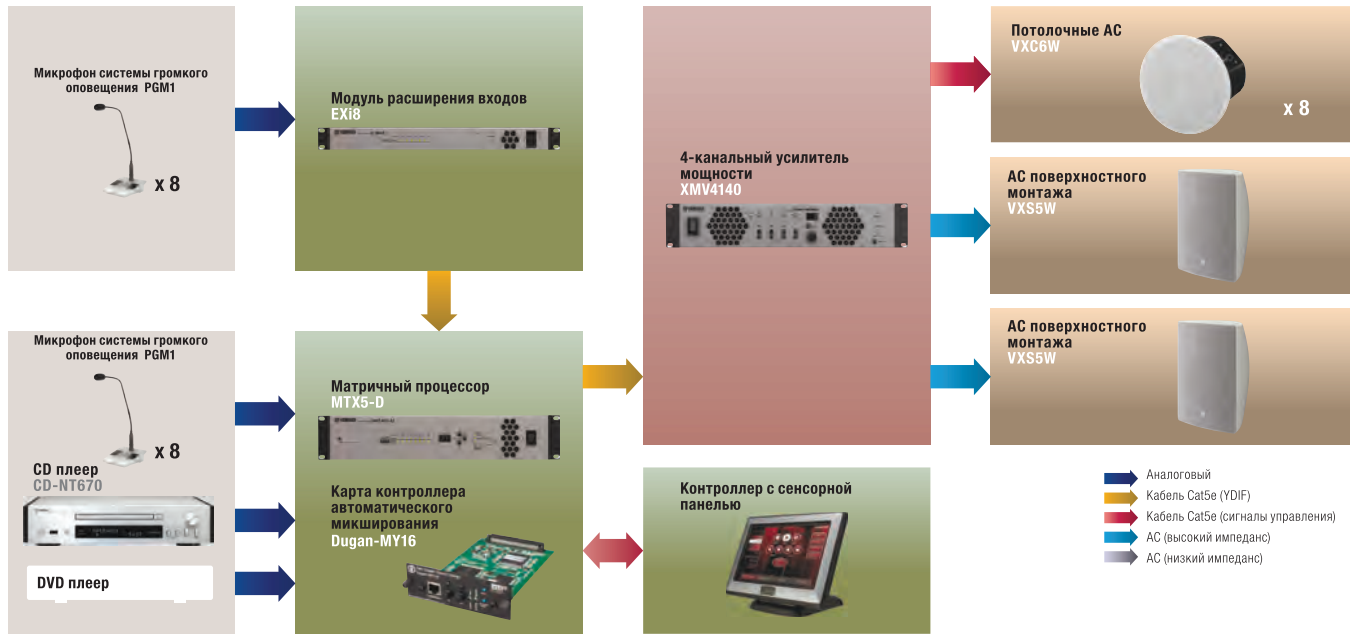 Микрофон системы громкого
оповещения PGM1
x 8
Модуль расширения входов
EXi8
4-канальный усилитель
мощности
XMV4140
Потолочные АС
VXC6W
x 8
АС поверхностного
монтажа
VXS5W
АС поверхностного
монтажа
VXS5W
Микрофон системы громкого
оповещения PGM1
x 8
CD плеер
CD-NT670
DVD плеер
Матричный процессор
MTX5-D
Карта контроллера
автоматического
микширования
Dugan-MY16
Контроллер с сенсорной
панелью
Аналоговый
Кабель Cat5e (YDIF)
Кабель Cat5e (сигналы управления)
АС (высокий импеданс)
АС (низкий импеданс)